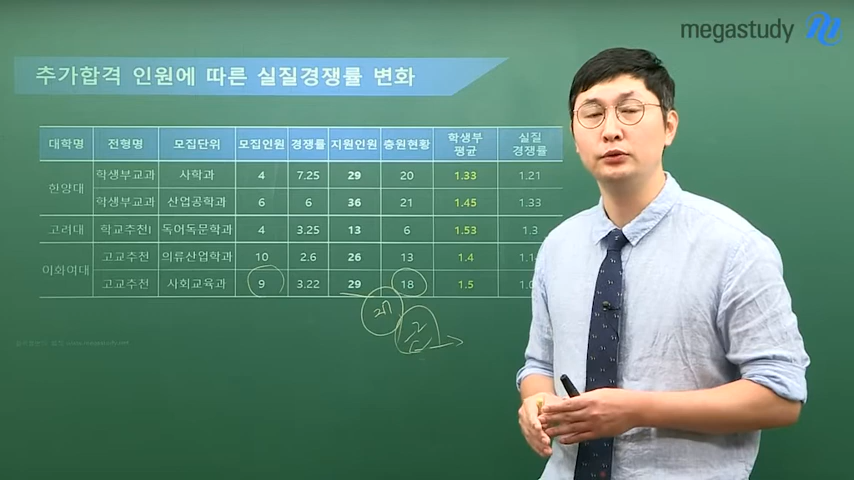 megastudy
추가합격 인원에 따른 실질경쟁률 변화
대학명 전형명 모집단위 모집인원 경쟁률 지원인원 충원현황 학생부 평균 실질 경쟁률
한양대 학생부교과 사학과 4 7.25 29 20 1.33 1.21
학생부교과 산업공학과 6 6 36 21 1.45 1.33
고려대 학교추천I 독어독문학과 4 3.25 13 6 1.53 1.3
이화여대 고교추천 의류산업학과 10 2.6 26 13 1.4
고교추천 사회교육과 9 3.22 29 18 1.5
27
2